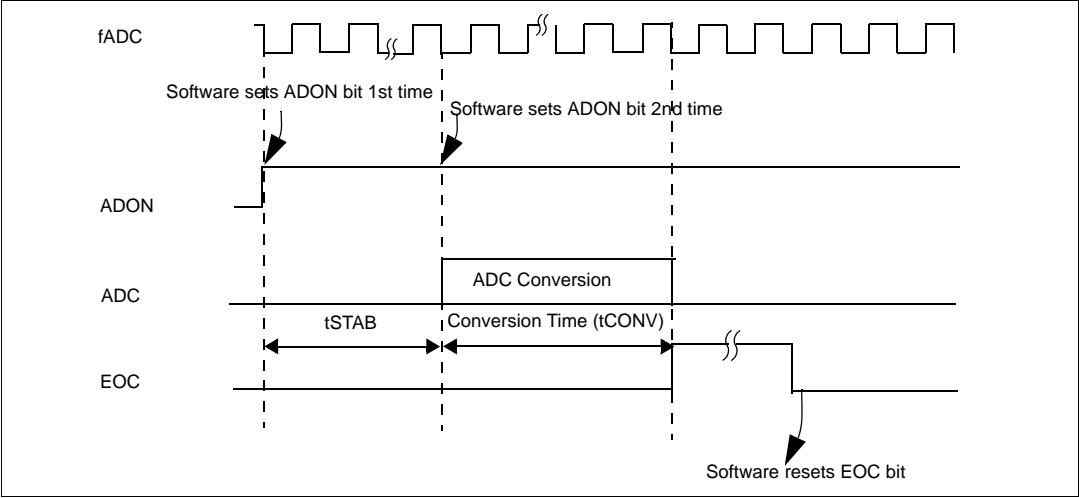 fADC
Software sets ADON bit 1st time
Software sets ADON bit 2nd time
ADON
ADC Conversion
ADC
tSTAB
Conversion Time (tCONV)
EOC
Software resets EOC bit